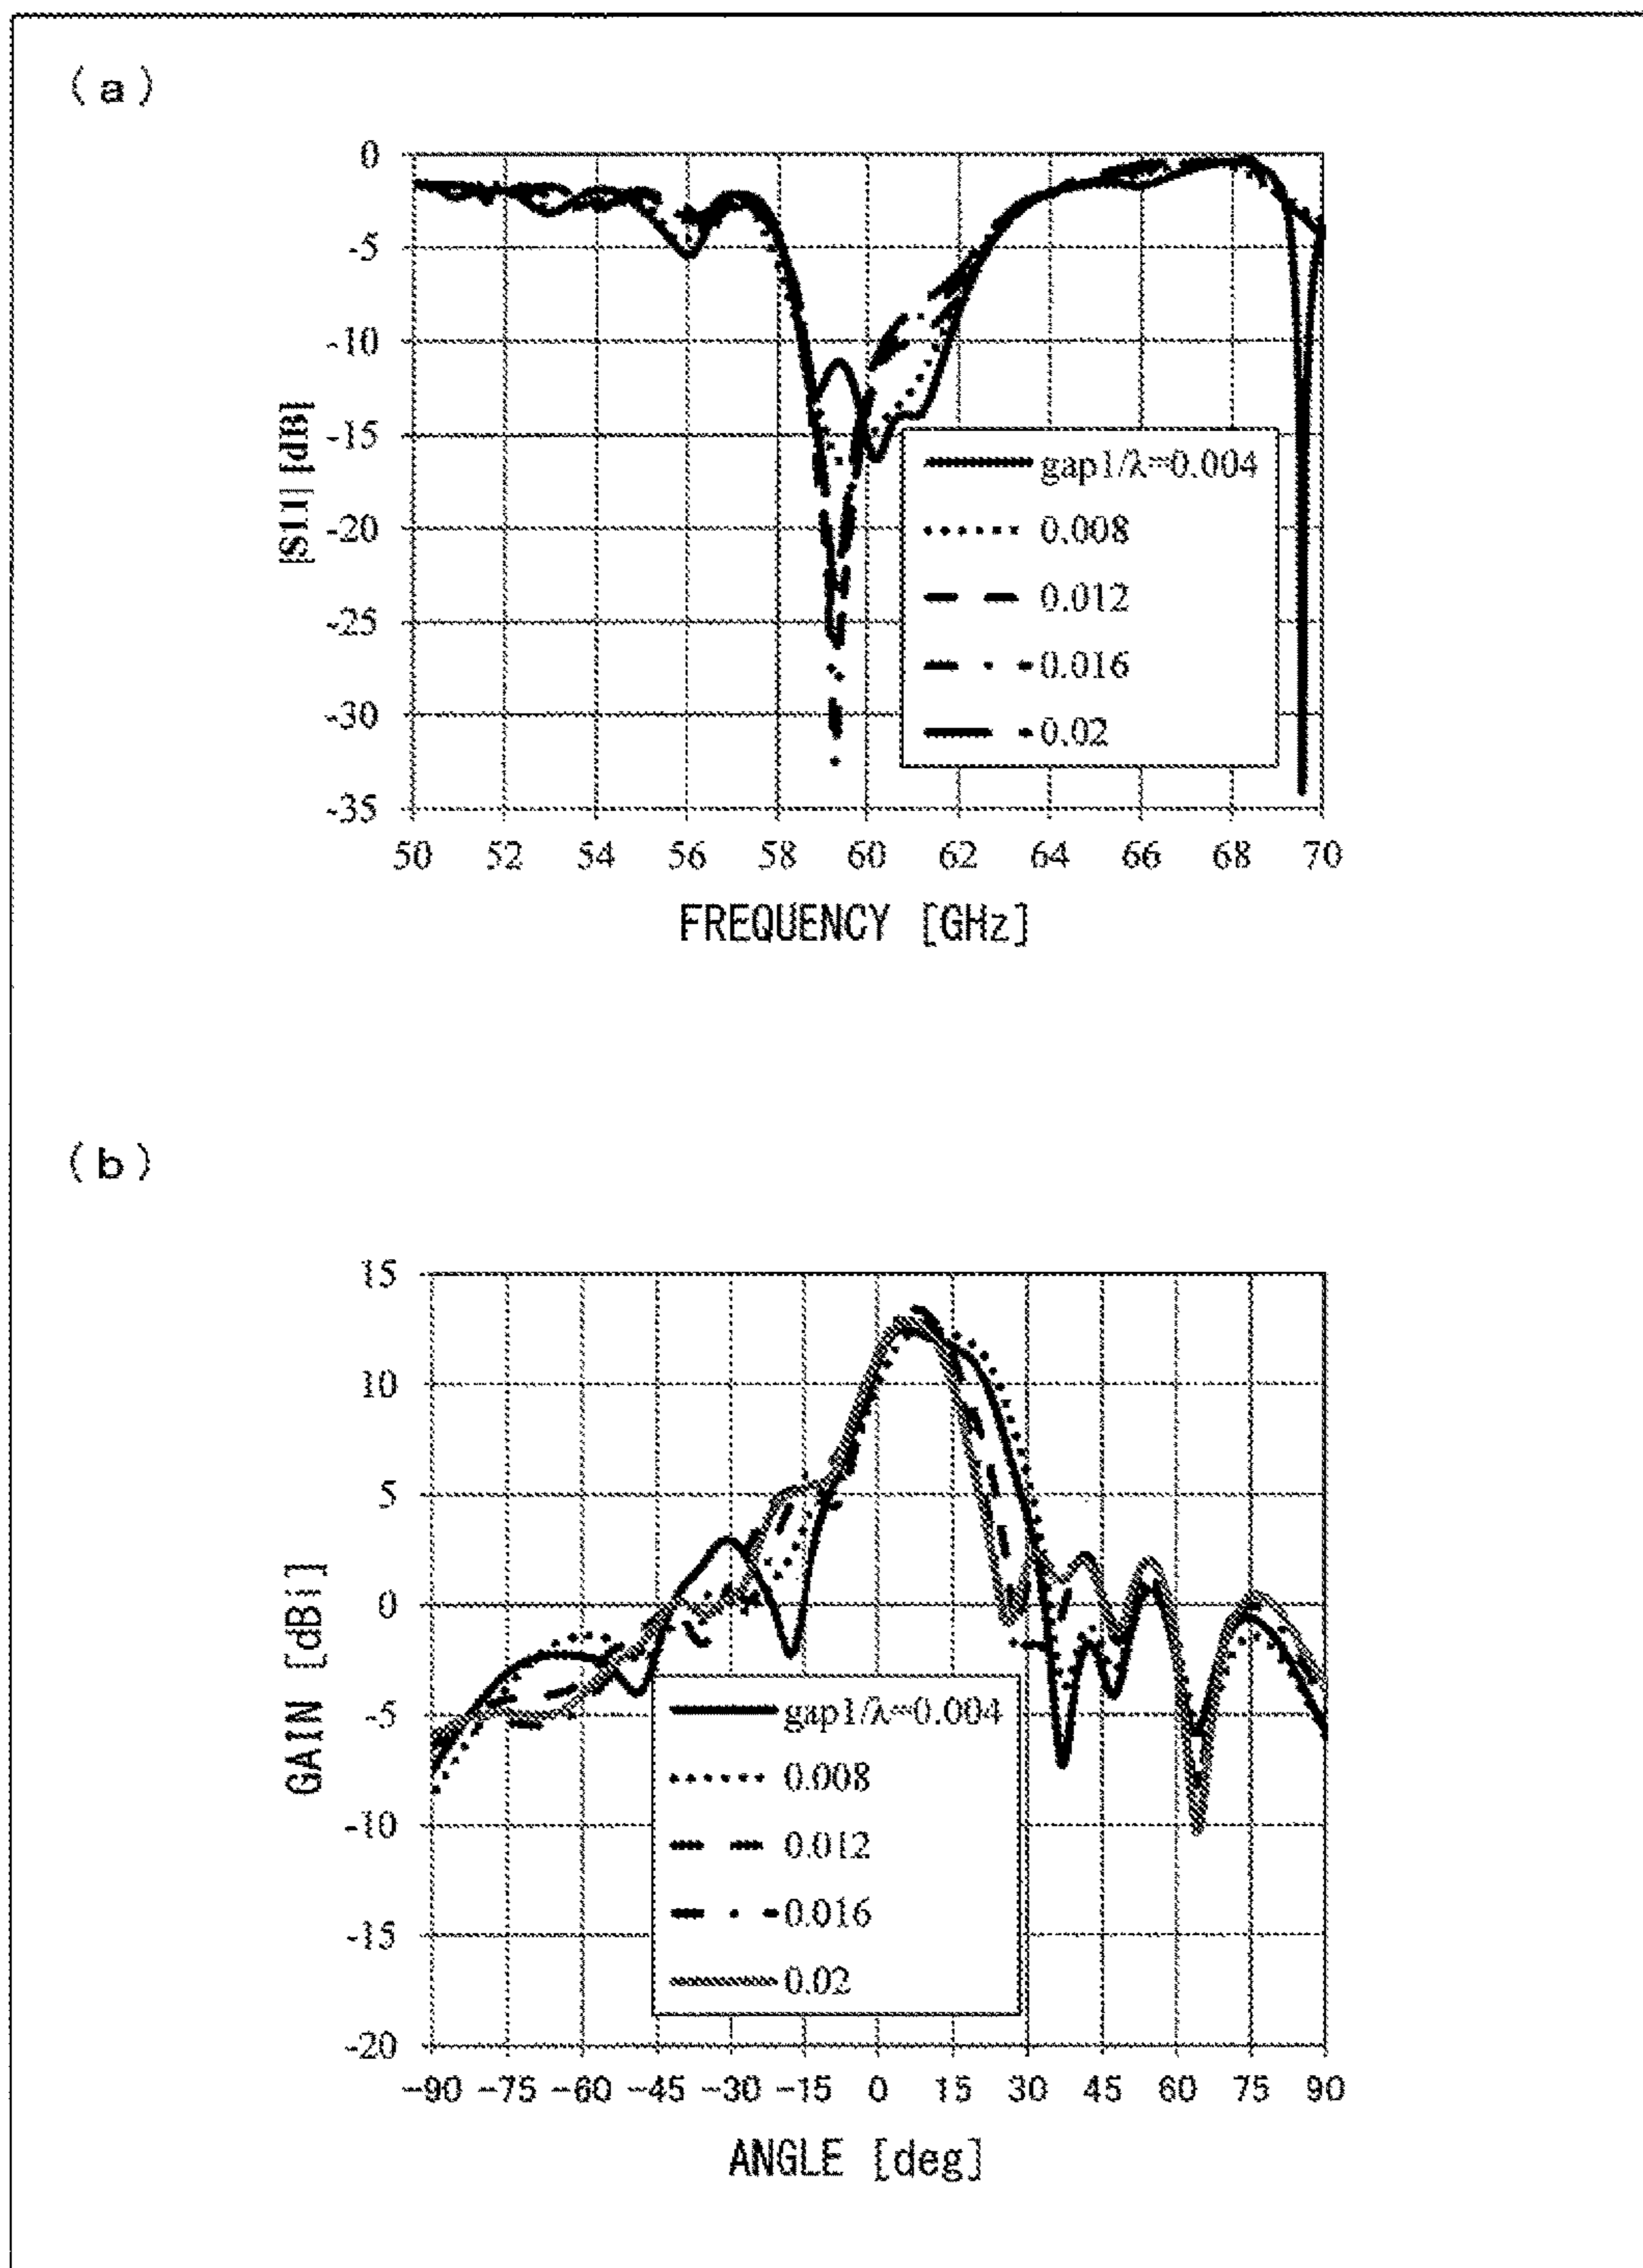 (a)
0
-5
-10
-15
-20
-25
-30
-35
|S11| [dB]
gap1/λ=0.004
0.008
0.012
0.016
0.02
50 52 54 56 58 60 62 64 66 68 70
FREQUENCY [GHz]
(b)
15
10
5
0
-5
-10
-15
-20
GAIN [dBi]
gap1/λ=0.004
0.008
0.012
0.016
0.02
-90 -75 -60 -45 -30 -15 0 15 30 45 60 75 90
ANGLE [deg]